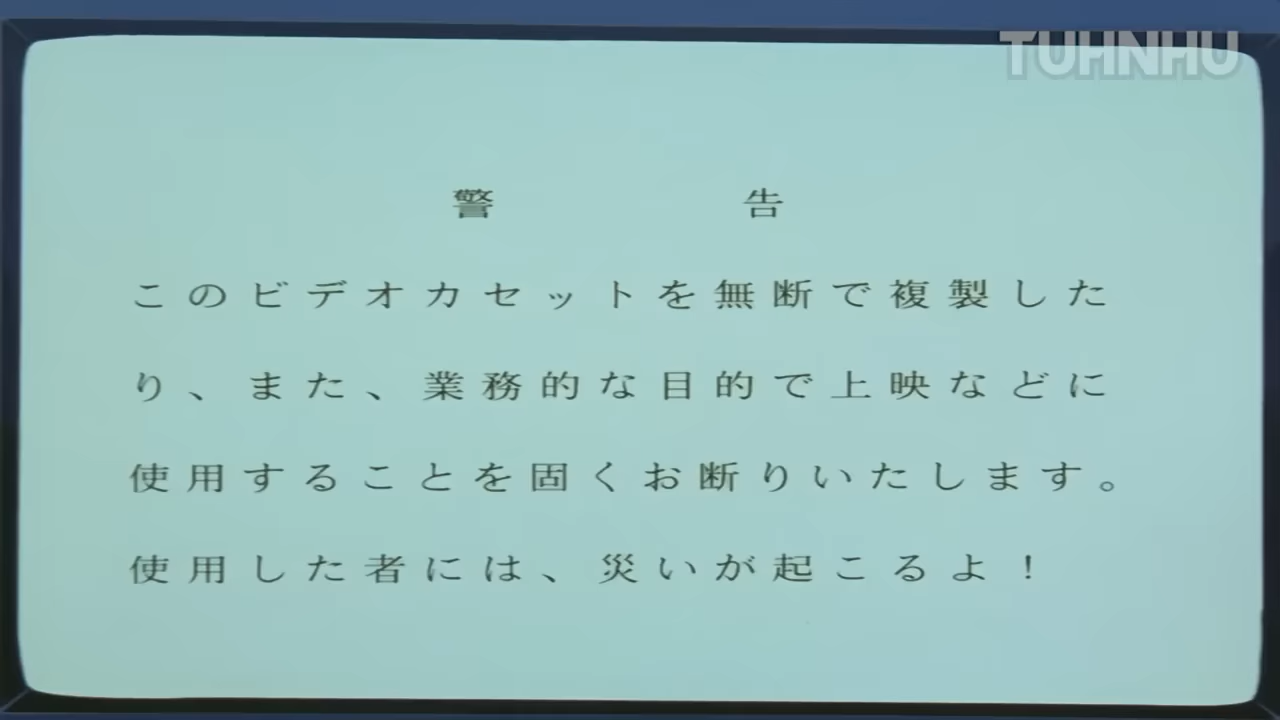 TUHNHU
警告
このビデオカセットを無断で複製した
り、また、業務的な目的で上映などに
使用することを固くお断りいたします。
使用した者には、災いが起こるよ！